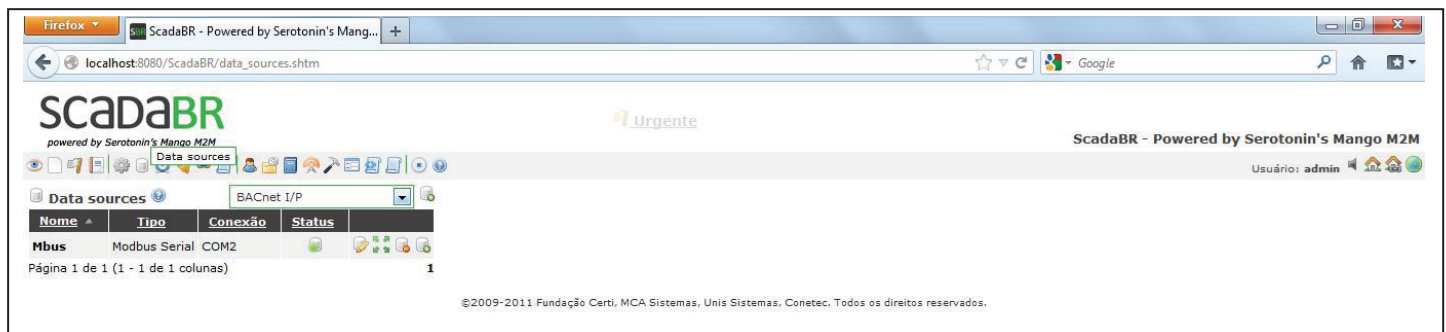 Firefox
SBR ScadaBR - Powered by Serotonin's Mang... +
localhost:8080/ScadaBR/data_sources.shtm
Google
scadaBR
powered by Serotonin's Mango M2M
Urgente
ScadaBR - Powered by Serotonin's Mango M2M
Data sources
Usuário: admin
Data sources
BACnet I/P
Nome Tipo Conexão Status
Mbus Modbus Serial COM2
Página 1 de 1 (1 - 1 de 1 colunas) 1
©2009-2011 Fundação Certi, MCA Sistemas, Unis Sistemas, Conetec. Todos os direitos reservados.